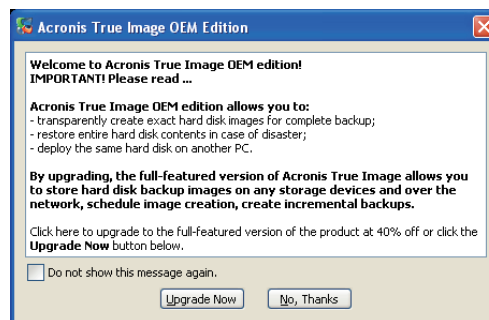 Acronis True Image OEM Edition
Welcome to Acronis True Image OEM edition!
IMPORTANT! Please read ...
Acronis True Image OEM edition allows you to:
- transparently create exact hard disk images for complete backup;
- restore entire hard disk contents in case of disaster;
- deploy the same hard disk on another PC.
By upgrading, the full-featured version of Acronis True Image allows you
to store hard disk backup images on any storage devices and over the
network, schedule image creation, create incremental backups.
Click here to upgrade to the full-featured version of the product at 40% off or click the
Upgrade Now button below.
Do not show this message again.
Upgrade Now No, Thanks